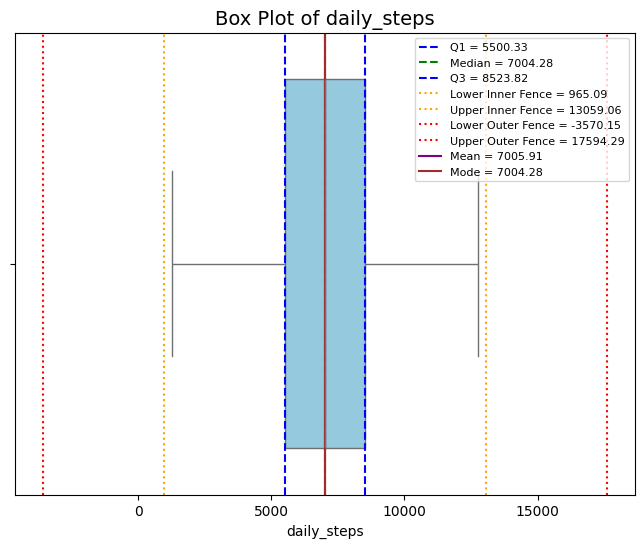 Box Plot of daily_steps
Q1 = 5500.33
Median = 7004.28
Q3 = 8523.82
Lower Inner Fence = 965.09
Upper Inner Fence = 13059.06
Lower Outer Fence = -3570.15
Upper Outer Fence = 17594.29
Mean = 7005.91
Mode = 7004.28
0 5000 10000 15000
daily_steps